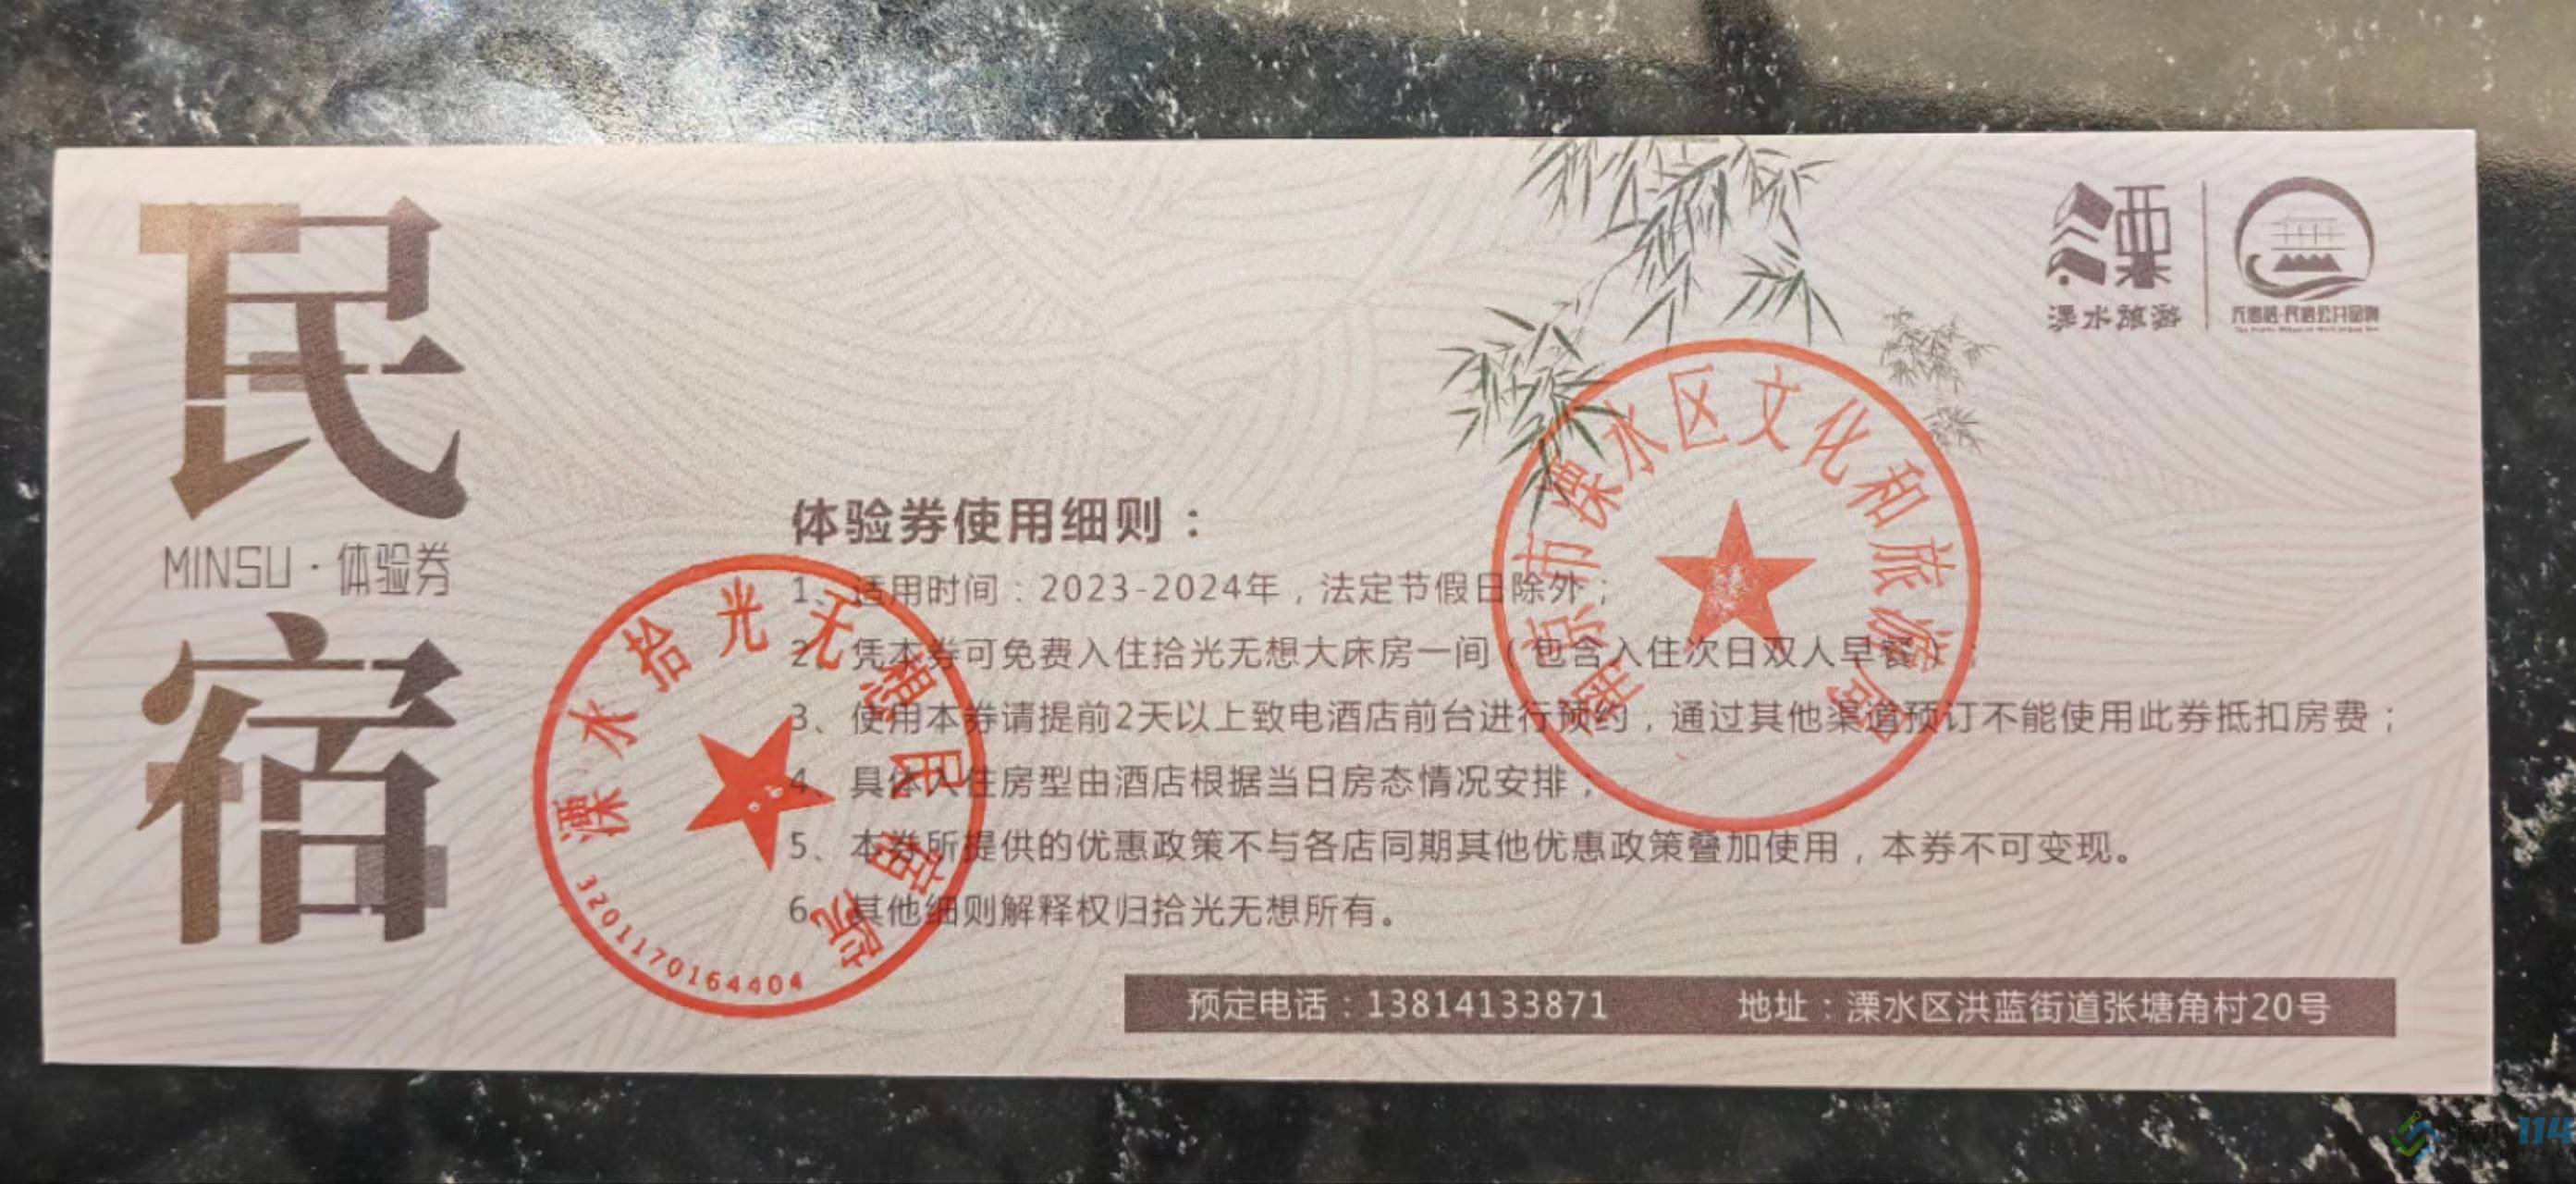 民
MINSU·体验券
宿
溧水旅游
无想境·民宿公共品牌
体验券使用细则：
1、适用时间：2023-2024年，法定节假日除外；
2、凭本券可免费入住拾光无想大床房一间（包含入住次日双人早餐）；
3、使用本券请提前2天以上致电酒店前台进行预约，通过其他渠道预订不能使用此券抵扣房费；
4、具体入住房型由酒店根据当日房态情况安排；
5、本券所提供的优惠政策不与各店同期其他优惠政策叠加使用，本券不可变现。
6、其他细则解释权归拾光无想所有。
溧水拾光无想民宿院
3201170164404
南京市溧水区文化和旅游局
预定电话：13814133871 地址：溧水区洪蓝街道张塘角村20号
114